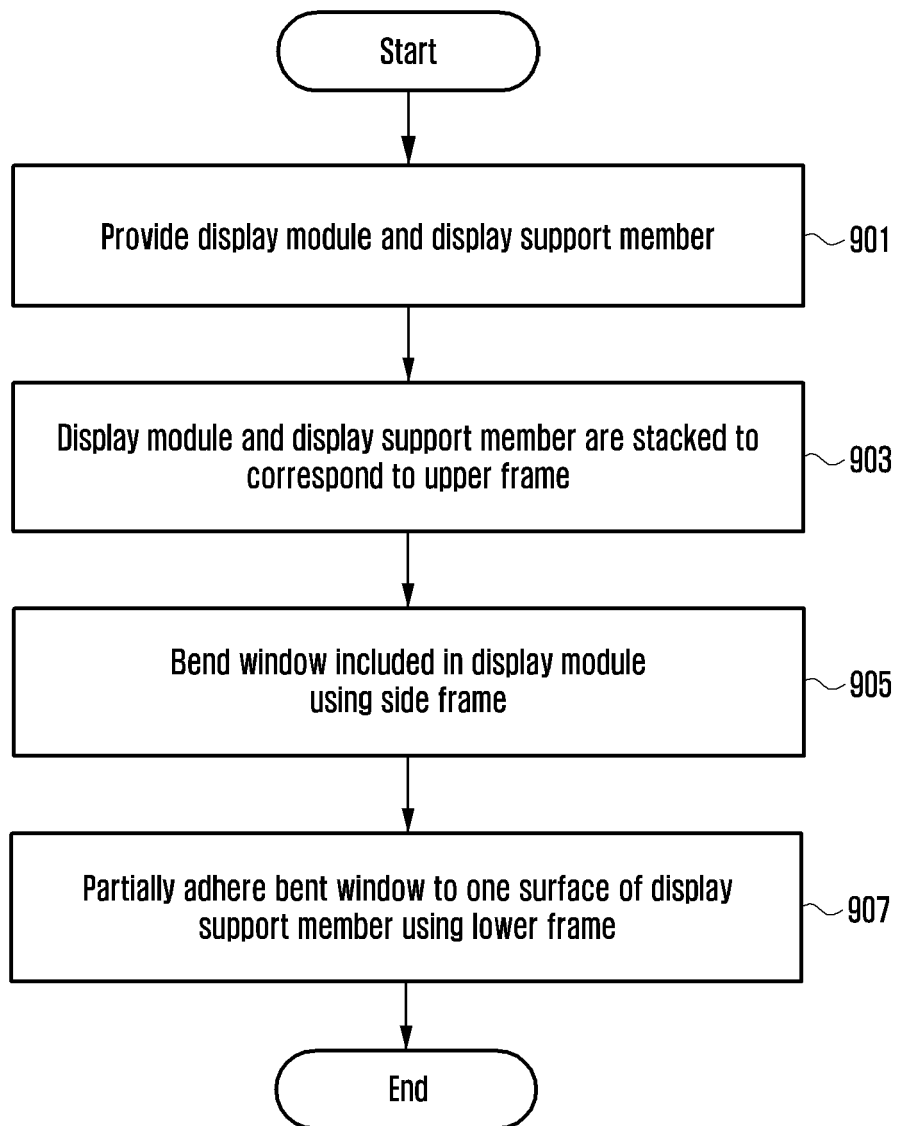 Start
Provide display module and display support member
901
Display module and display support member are stacked to
correspond to upper frame
903
Bend window included in display module
using side frame
905
Partially adhere bent window to one surface of display
support member using lower frame
907
End